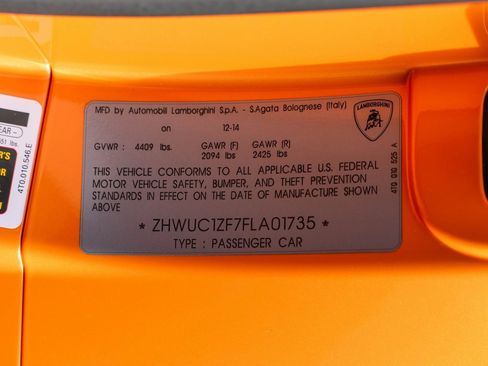 MFD by Automobili Lamborghini S.p.A. - S.Agata Bolognese (Italy)
on 12-14
GVWR : 4409 lbs. GAWR (F) GAWR (R)
2094 lbs 2425 lbs
THIS VEHICLE CONFORMS TO ALL APPLICABLE U.S. FEDERAL
MOTOR VEHICLE SAFETY, BUMPER, AND THEFT PREVENTION
STANDARDS IN EFFECT ON THE DATE OF MANUFACTURE SHOWN
ABOVE
* ZHWUC1ZF7FLA01735 *
TYPE : PASSENGER CAR
LAMBORGHINI
4T0 010 525 A
EAR –
lbs.
4T0.010.546.E